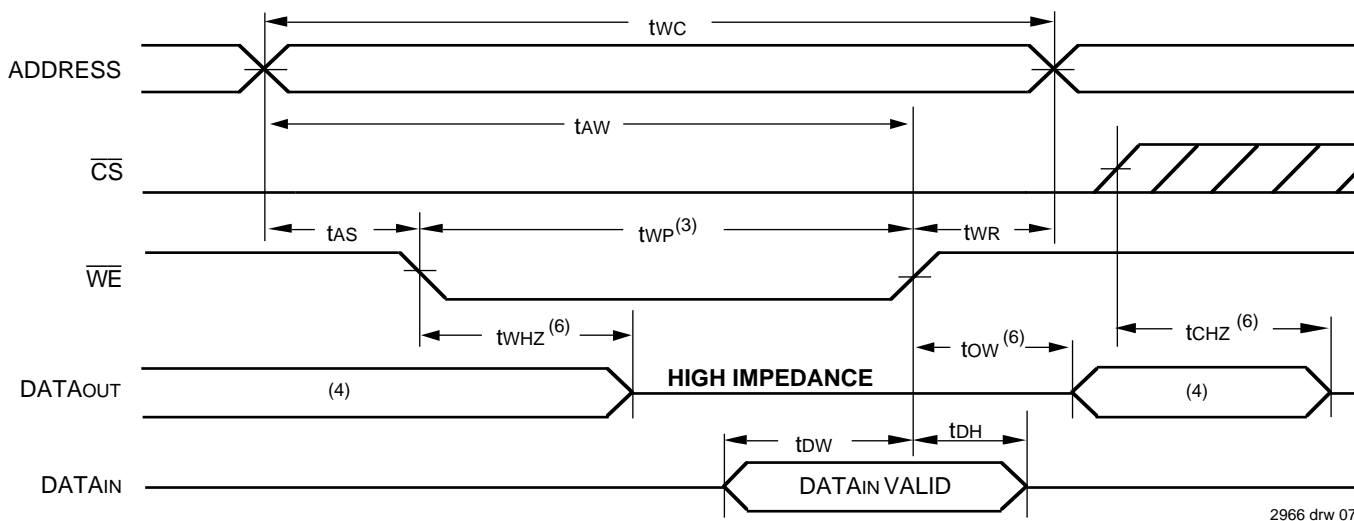 tWC
ADDRESS
tAW
CS
tAS tWP(3) tWR
WE
tWHZ(6) tOW(6) tCHZ(6)
DATAOUT (4) HIGH IMPEDANCE (4)
tDW tDH
DATAIN DATAIN VALID
2966 drw 07